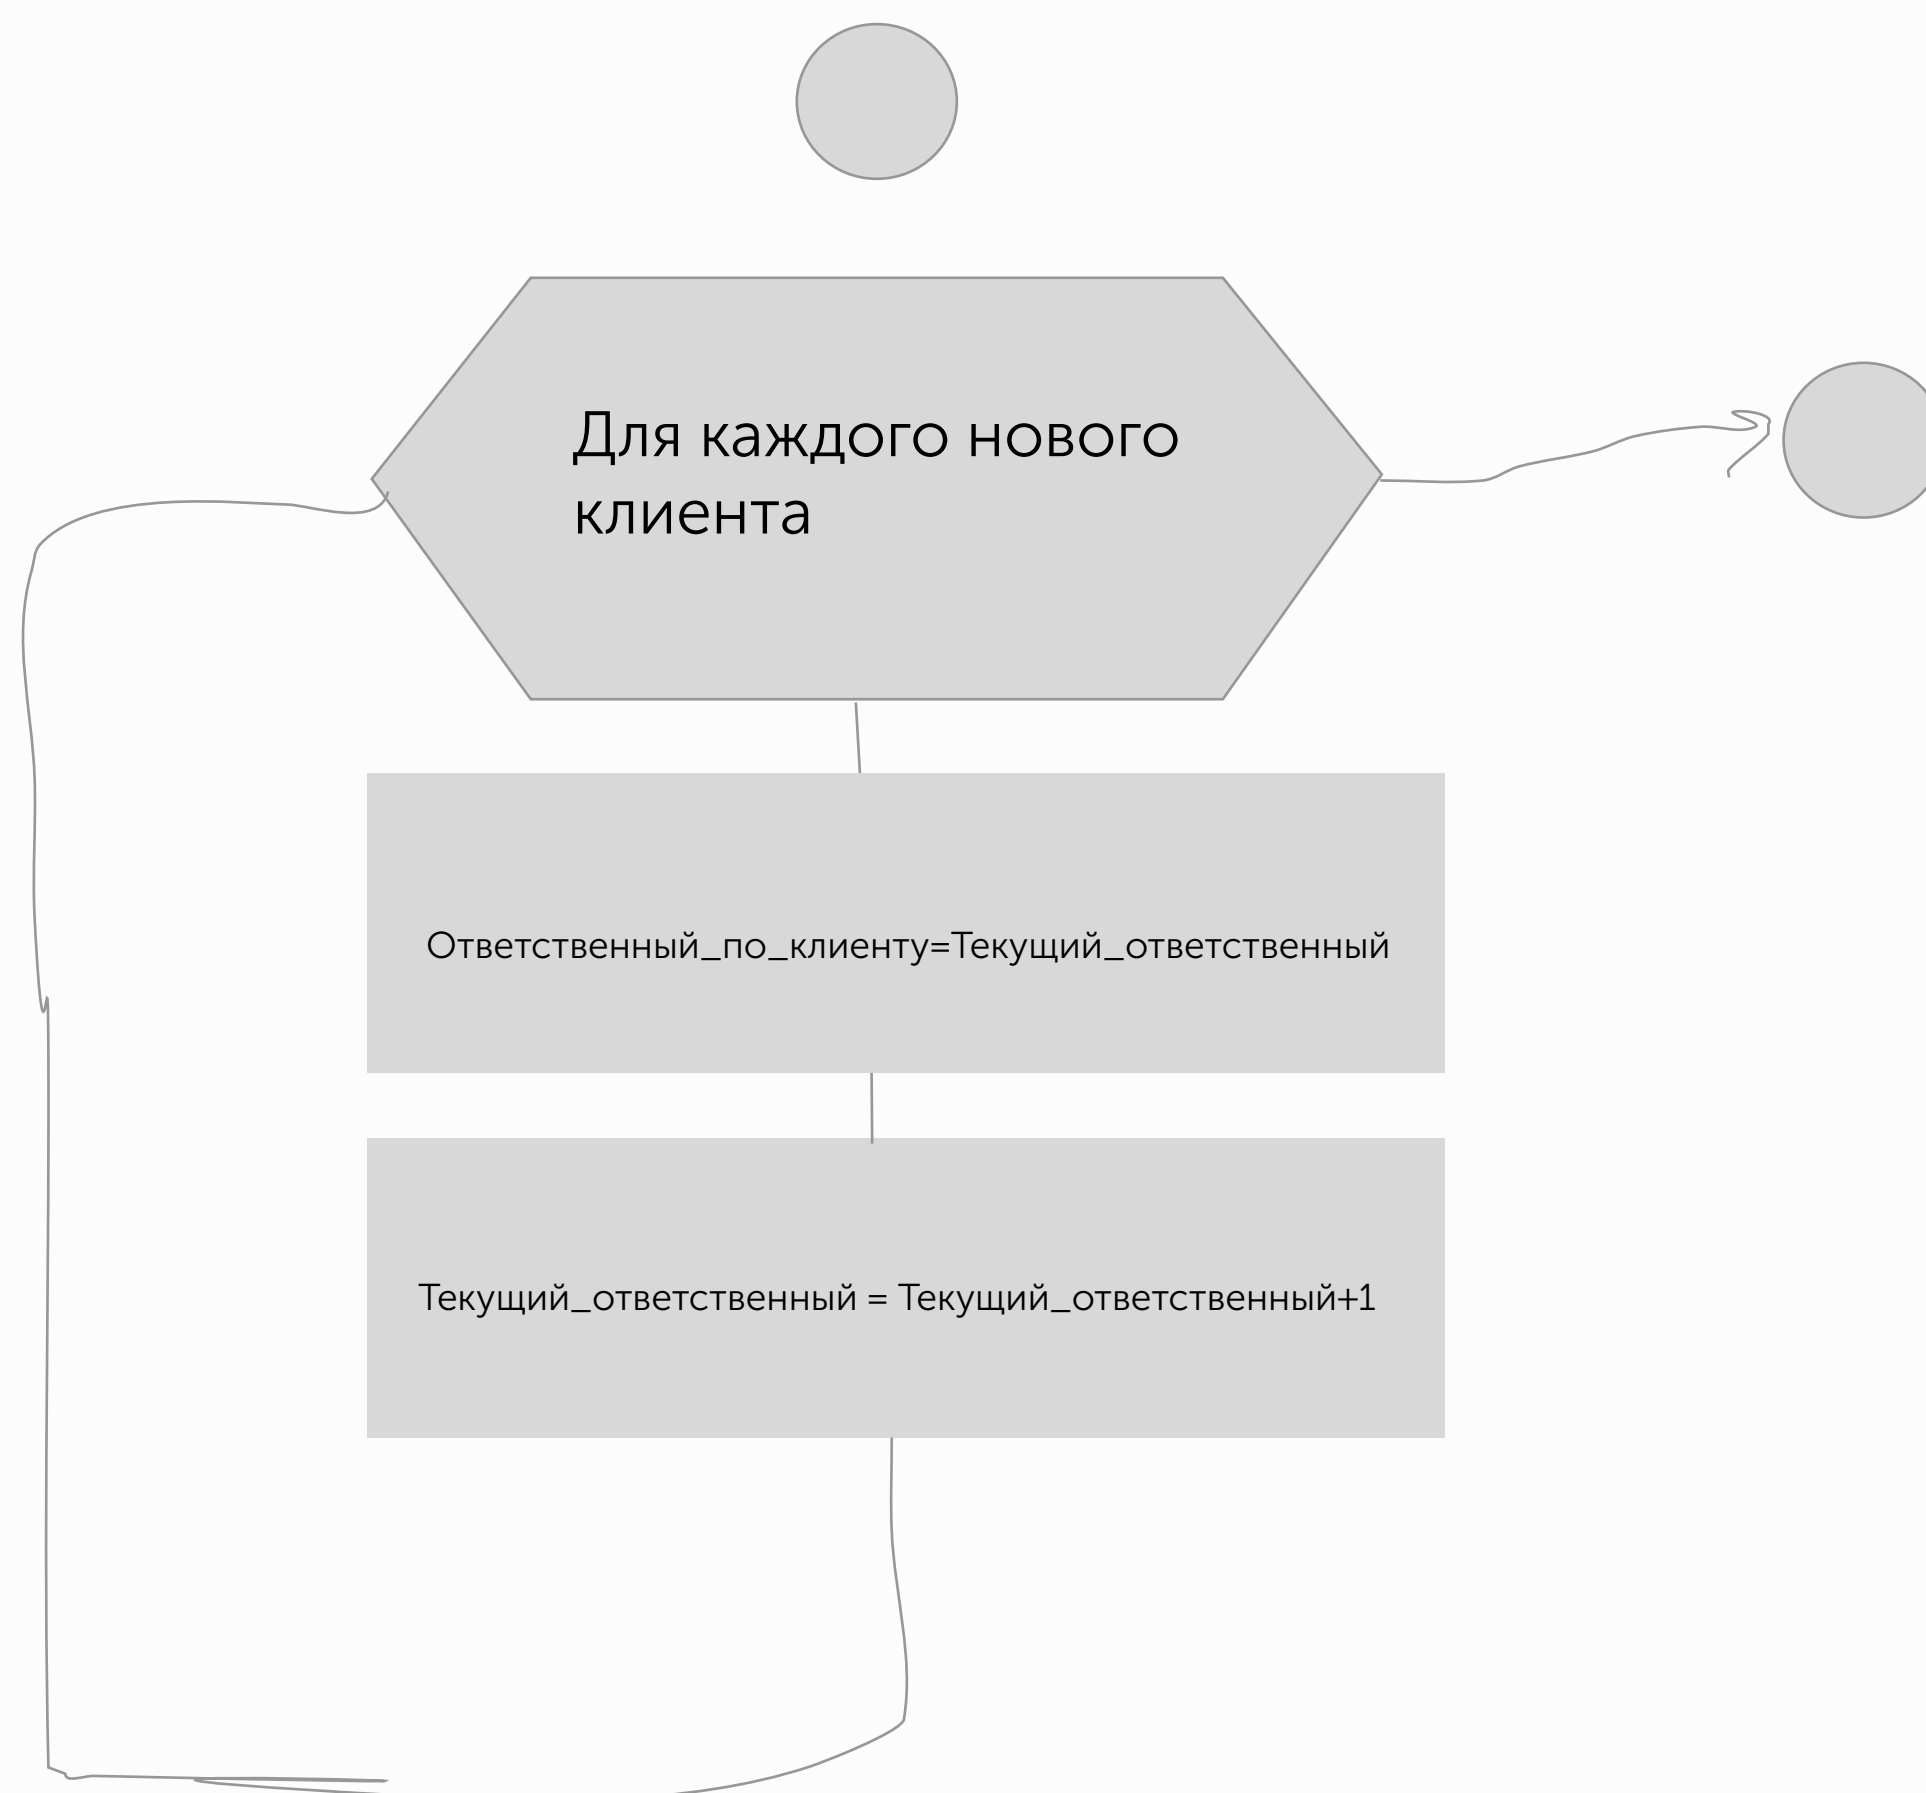 Для каждого нового
клиента
Ответственный_по_клиенту=Текущий_ответственный
Текущий_ответственный = Текущий_ответственный+1